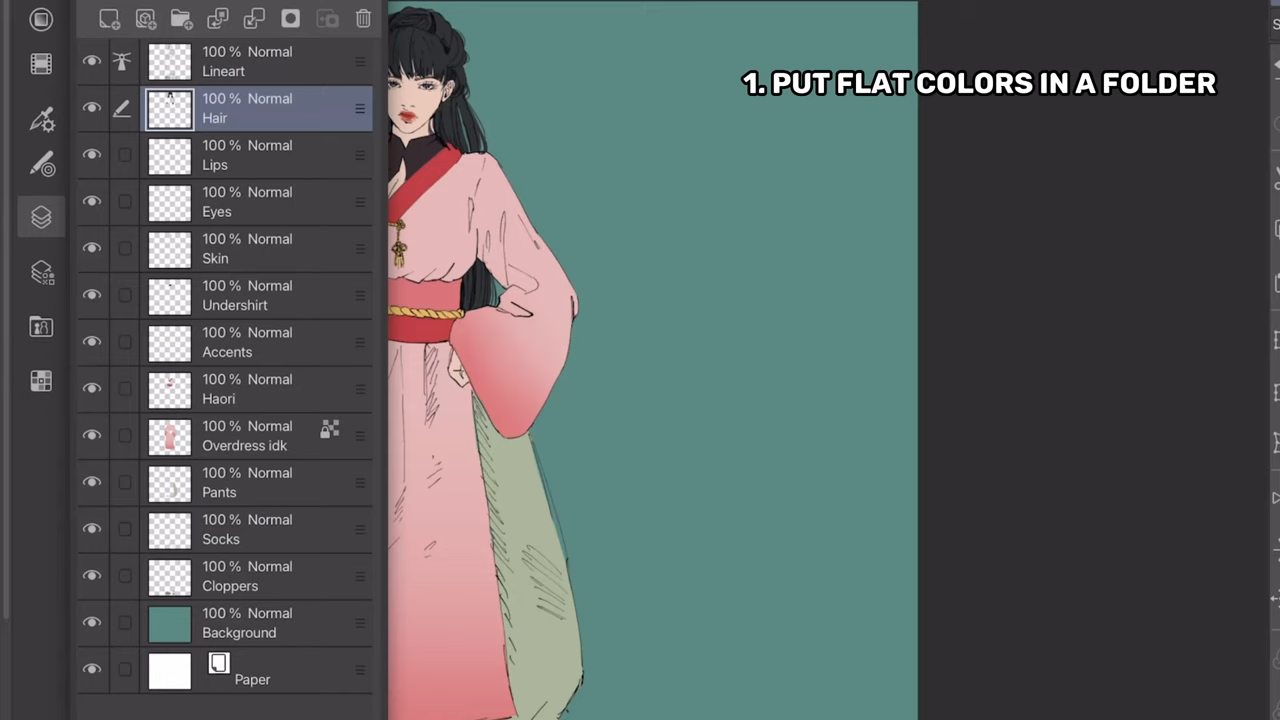 100 % Normal
Lineart
1. PUT FLAT COLORS IN A FOLDER
100 % Normal
Hair
100 % Normal
Lips
100 % Normal
Eyes
100 % Normal
Skin
100 % Normal
Undershirt
100 % Normal
Accents
100 % Normal
Haori
100 % Normal
Overdress idk
100 % Normal
Pants
100 % Normal
Socks
100 % Normal
Cloppers
100 % Normal
Background
Paper